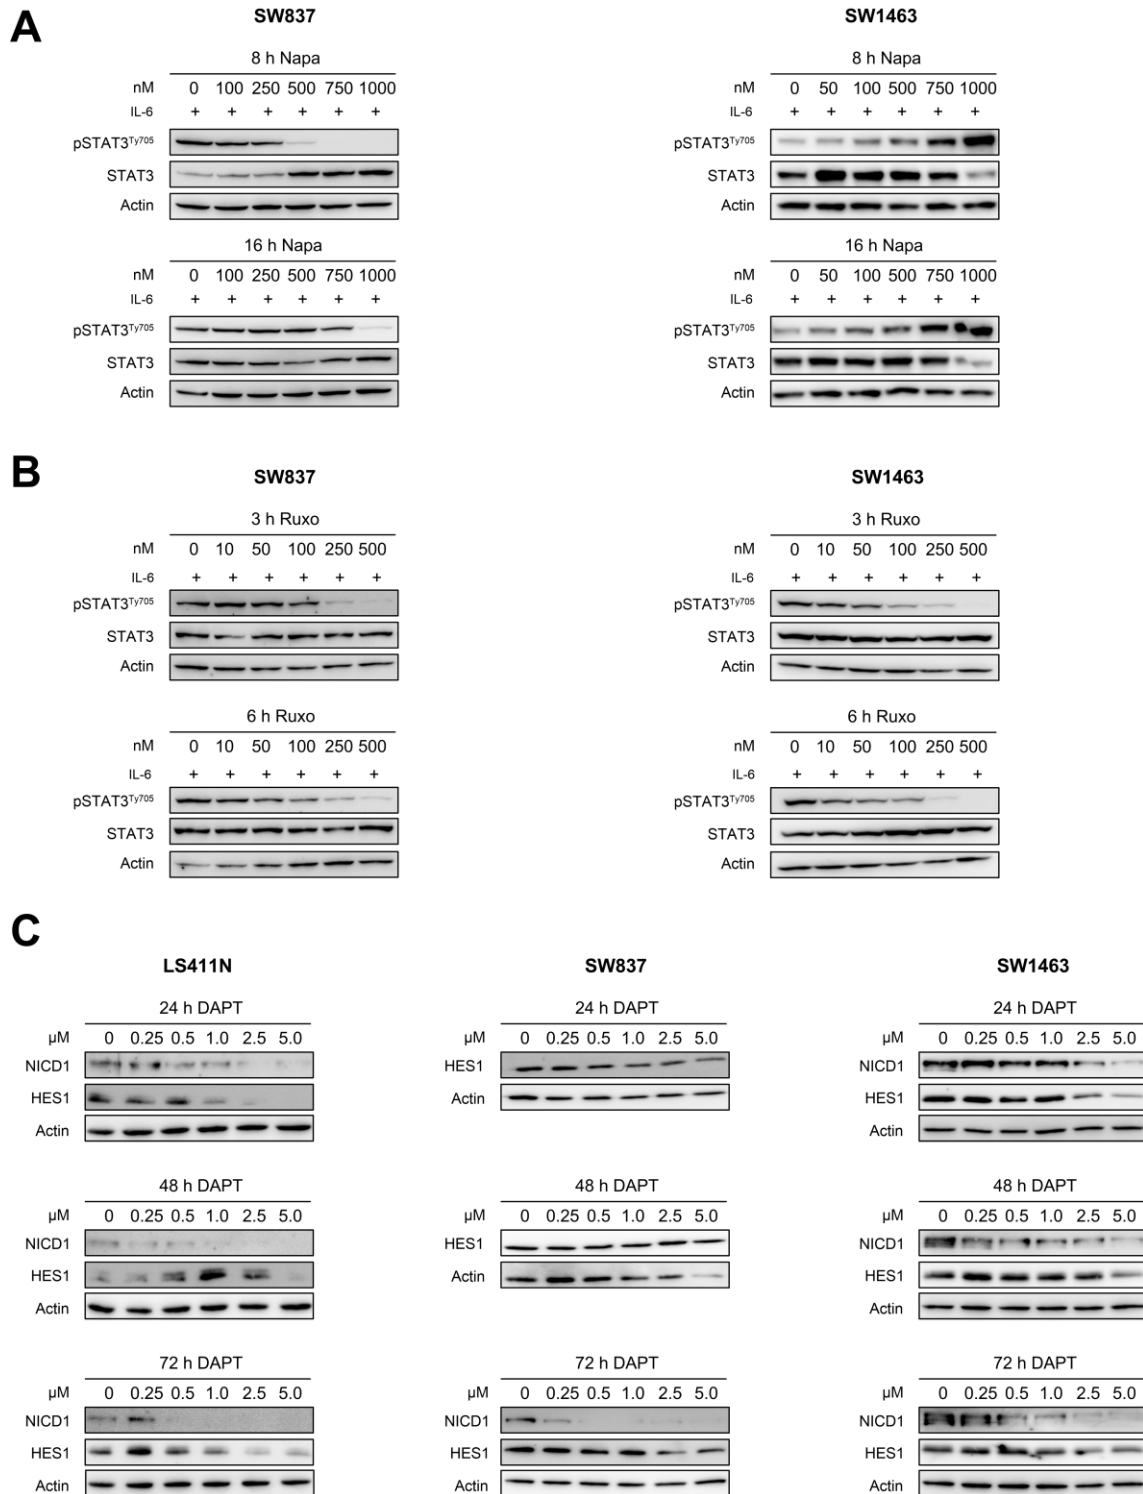 A
SW837
SW1463
8 h Napa
nM 0 100 250 500 750 1000
IL-6 + + + + + +
pSTAT3Ty705
STAT3
Actin
16 h Napa
nM 0 100 250 500 750 1000
IL-6 + + + + + +
pSTAT3Ty705
STAT3
Actin
8 h Napa
nM 0 50 100 500 750 1000
IL-6 + + + + + +
pSTAT3Ty705
STAT3
Actin
16 h Napa
nM 0 50 100 500 750 1000
IL-6 + + + + + +
pSTAT3Ty705
STAT3
Actin
B
SW837
SW1463
3 h Ruxo
nM 0 10 50 100 250 500
IL-6 + + + + + +
pSTAT3Ty705
STAT3
Actin
6 h Ruxo
nM 0 10 50 100 250 500
IL-6 + + + + + +
pSTAT3Ty705
STAT3
Actin
3 h Ruxo
nM 0 10 50 100 250 500
IL-6 + + + + + +
pSTAT3Ty705
STAT3
Actin
6 h Ruxo
nM 0 10 50 100 250 500
IL-6 + + + + + +
pSTAT3Ty705
STAT3
Actin
C
LS411N
24 h DAPT
µM 0 0.25 0.5 1.0 2.5 5.0
NICD1
HES1
Actin
48 h DAPT
µM 0 0.25 0.5 1.0 2.5 5.0
NICD1
HES1
Actin
72 h DAPT
µM 0 0.25 0.5 1.0 2.5 5.0
NICD1
HES1
Actin
SW837
24 h DAPT
µM 0 0.25 0.5 1.0 2.5 5.0
HES1
Actin
48 h DAPT
µM 0 0.25 0.5 1.0 2.5 5.0
HES1
Actin
72 h DAPT
µM 0 0.25 0.5 1.0 2.5 5.0
NICD1
HES1
Actin
SW1463
24 h DAPT
µM 0 0.25 0.5 1.0 2.5 5.0
NICD1
HES1
Actin
48 h DAPT
µM 0 0.25 0.5 1.0 2.5 5.0
NICD1
HES1
Actin
72 h DAPT
µM 0 0.25 0.5 1.0 2.5 5.0
NICD1
HES1
Actin